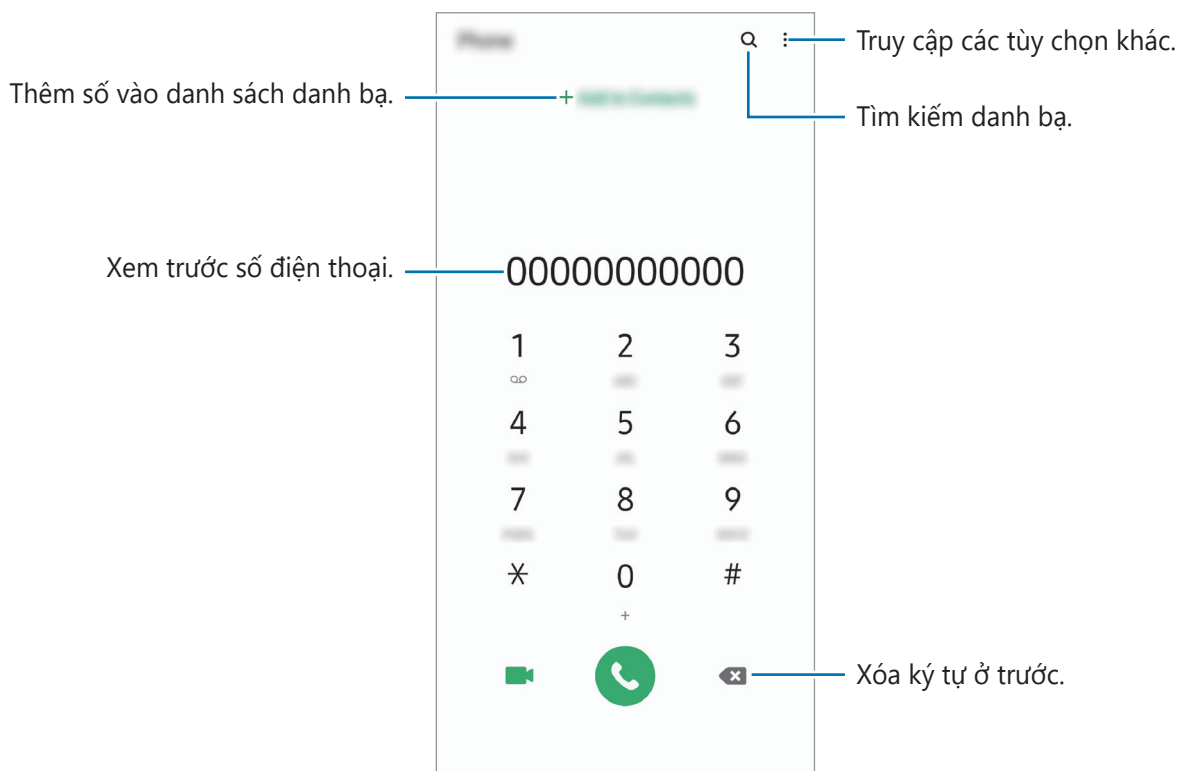 Truy cập các tùy chọn khác.
Thêm số vào danh sách danh bạ.
+
Tìm kiếm danh bạ.
Xem trước số điện thoại.
00000000000
1 2 3
4 5 6
7 8 9
* 0 #
+
Xóa ký tự ở trước.